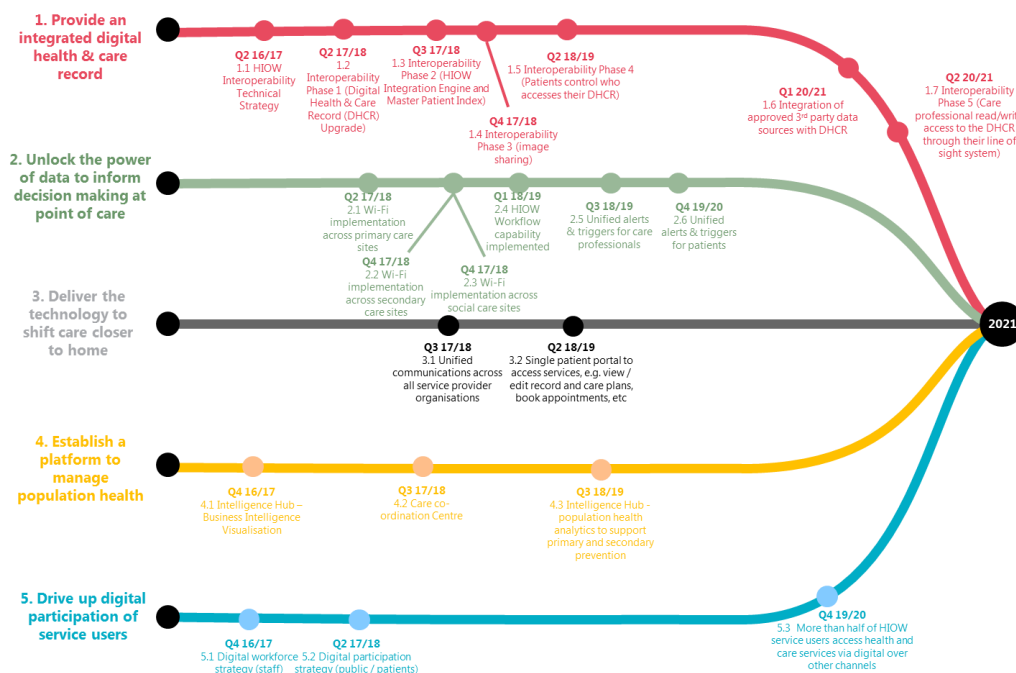 1. Provide an
integrated digital
health & care
record
Q2 16/17
1.1 HIOW
Interoperability
Technical
Strategy
Q2 17/18
1.2
Interoperability
Phase 1 (Digital
Health & Care
Record (DHCR)
Upgrade)
Q3 17/18
1.3 Interoperability
Phase 2 (HIOW
Integration Engine and
Master Patient Index)
Q4 17/18
1.4 Interoperability
Phase 3 (image
sharing)
Q2 18/19
1.5 Interoperability Phase 4
(Patients control who
accesses their DHCR)
Q1 20/21
1.6 Integration of
approved 3rd party data
sources with DHCR
Q2 20/21
1.7 Interoperability
Phase 5 (Care
professional read/writ
access to the DHCR
through their line of
sight system)
2. Unlock the power
of data to inform
decision making at
point of care
Q2 17/18
2.1 Wi-Fi
implementation
across primary care
sites
Q4 17/18
2.2 Wi-Fi
implementation
across secondary
care sites
Q4 17/18
2.3 Wi-Fi
implementation across
social care sites
Q1 18/19
2.4 HIOW
Workflow
capability
implemented
Q3 18/19
2.5 Unified alerts
& triggers for care
professionals
Q4 19/20
2.6 Unified
alerts & triggers
for patients
3. Deliver the
technology to
shift care closer
to home
Q3 17/18
3.1 Unified
communications across
all service provider
organisations
Q2 18/19
3.2 Single patient portal to
access services, e.g. view /
edit record and care plans,
book appointments, etc
2021
4. Establish a
platform to
manage
population health
Q4 16/17
4.1 Intelligence Hub –
Business Intelligence
Visualisation
Q3 17/18
4.2 Care co-
ordination Centre
Q3 18/19
4.3 Intelligence Hub -
population health
analytics to support
primary and secondary
prevention
5. Drive up digital
participation of
service users
Q4 16/17
5.1 Digital workforce
strategy (staff)
Q2 17/18
5.2 Digital participation
strategy (public / patients)
Q4 19/20
5.3 More than half of HIOW
service users access health and
care services via digital over
other channels